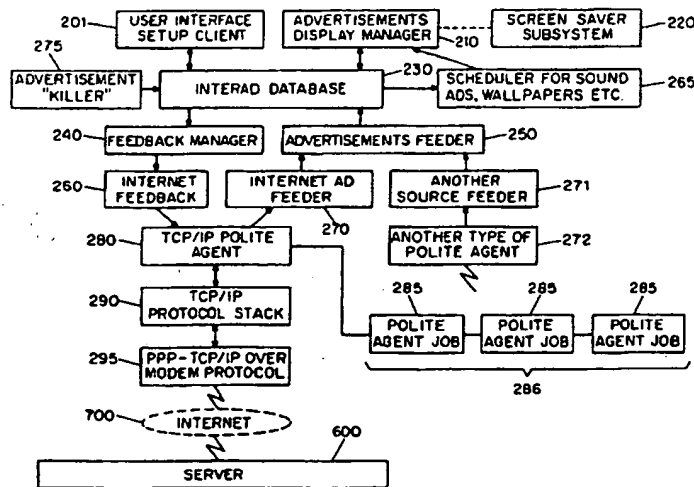 201
USER INTERFACE
SETUP CLIENT
ADVERTISEMENTS
DISPLAY MANAGER
210
SCREEN SAVER
SUBSYSTEM
220
275
ADVERTISEMENT
"KILLER"
INTERAD DATABASE
230
SCHEDULER FOR SOUND
ADS, WALLPAPERS ETC.
265
240
FEEDBACK MANAGER
ADVERTISEMENTS FEEDER
250
260
INTERNET
FEEDBACK
INTERNET AD
FEEDER
270
ANOTHER
SOURCE FEEDER
271
280
TCP/IP POLITE
AGENT
ANOTHER TYPE OF
POLITE AGENT
272
290
TCP/IP
PROTOCOL STACK
285
285
285
POLITE
AGENT JOB
POLITE
AGENT JOB
POLITE
AGENT JOB
286
295
PPP-TCP/IP OVER
MODEM PROTOCOL
700
INTERNET
600
SERVER